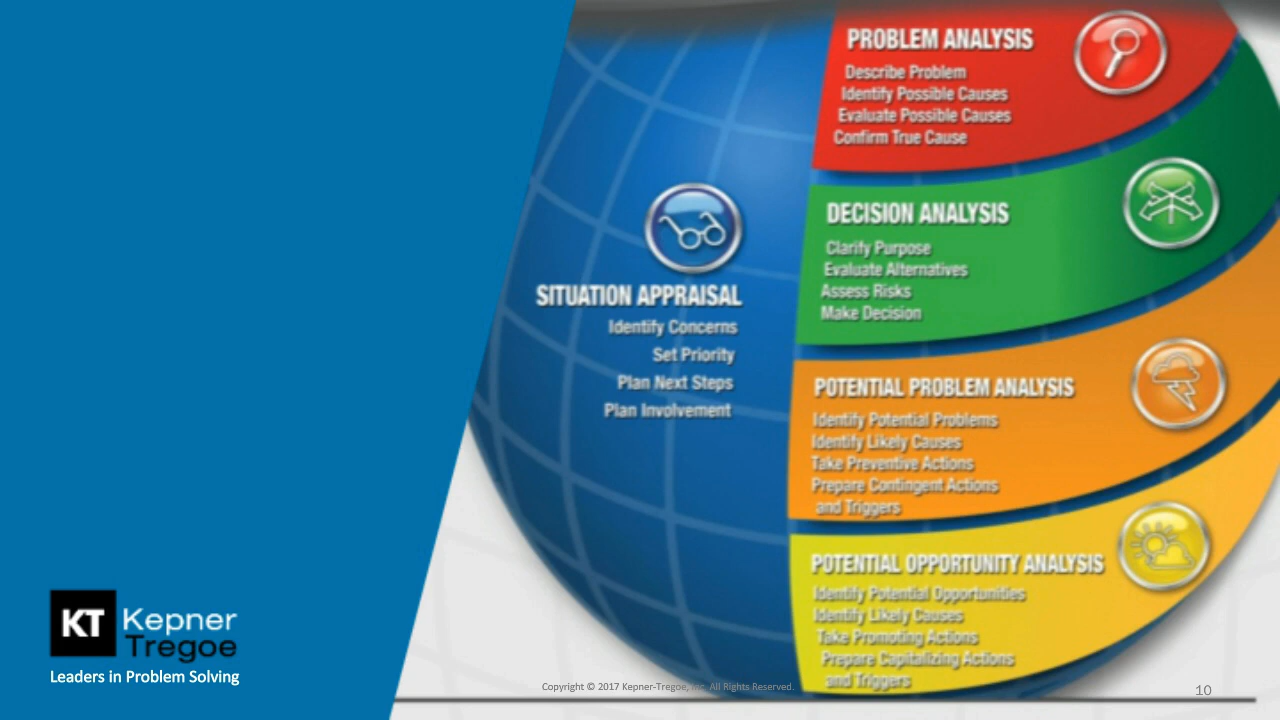 PROBLEM ANALYSIS
Describe Problem
Identify Possible Causes
Evaluate Possible Causes
Confirm True Cause
DECISION ANALYSIS
Clarify Purpose
Evaluate Alternatives
Assess Risks
Make Decision
SITUATION APPRAISAL
Identify Concerns
Set Priority
Plan Next Steps
Plan Involvement
POTENTIAL PROBLEM ANALYSIS
Identify Potential Problems
Identify Likely Causes
Take Preventive Actions
Prepare Contingent Actions
and Triggers
POTENTIAL OPPORTUNITY ANALYSIS
Identify Potential Opportunities
Identify Likely Causes
Take Promoting Actions
Prepare Capitalizing Actions
and Triggers
KT Kepner
Tregoe
Leaders in Problem Solving
Copyright © 2017 Kepner-Tregoe, Inc. All Rights Reserved.
10